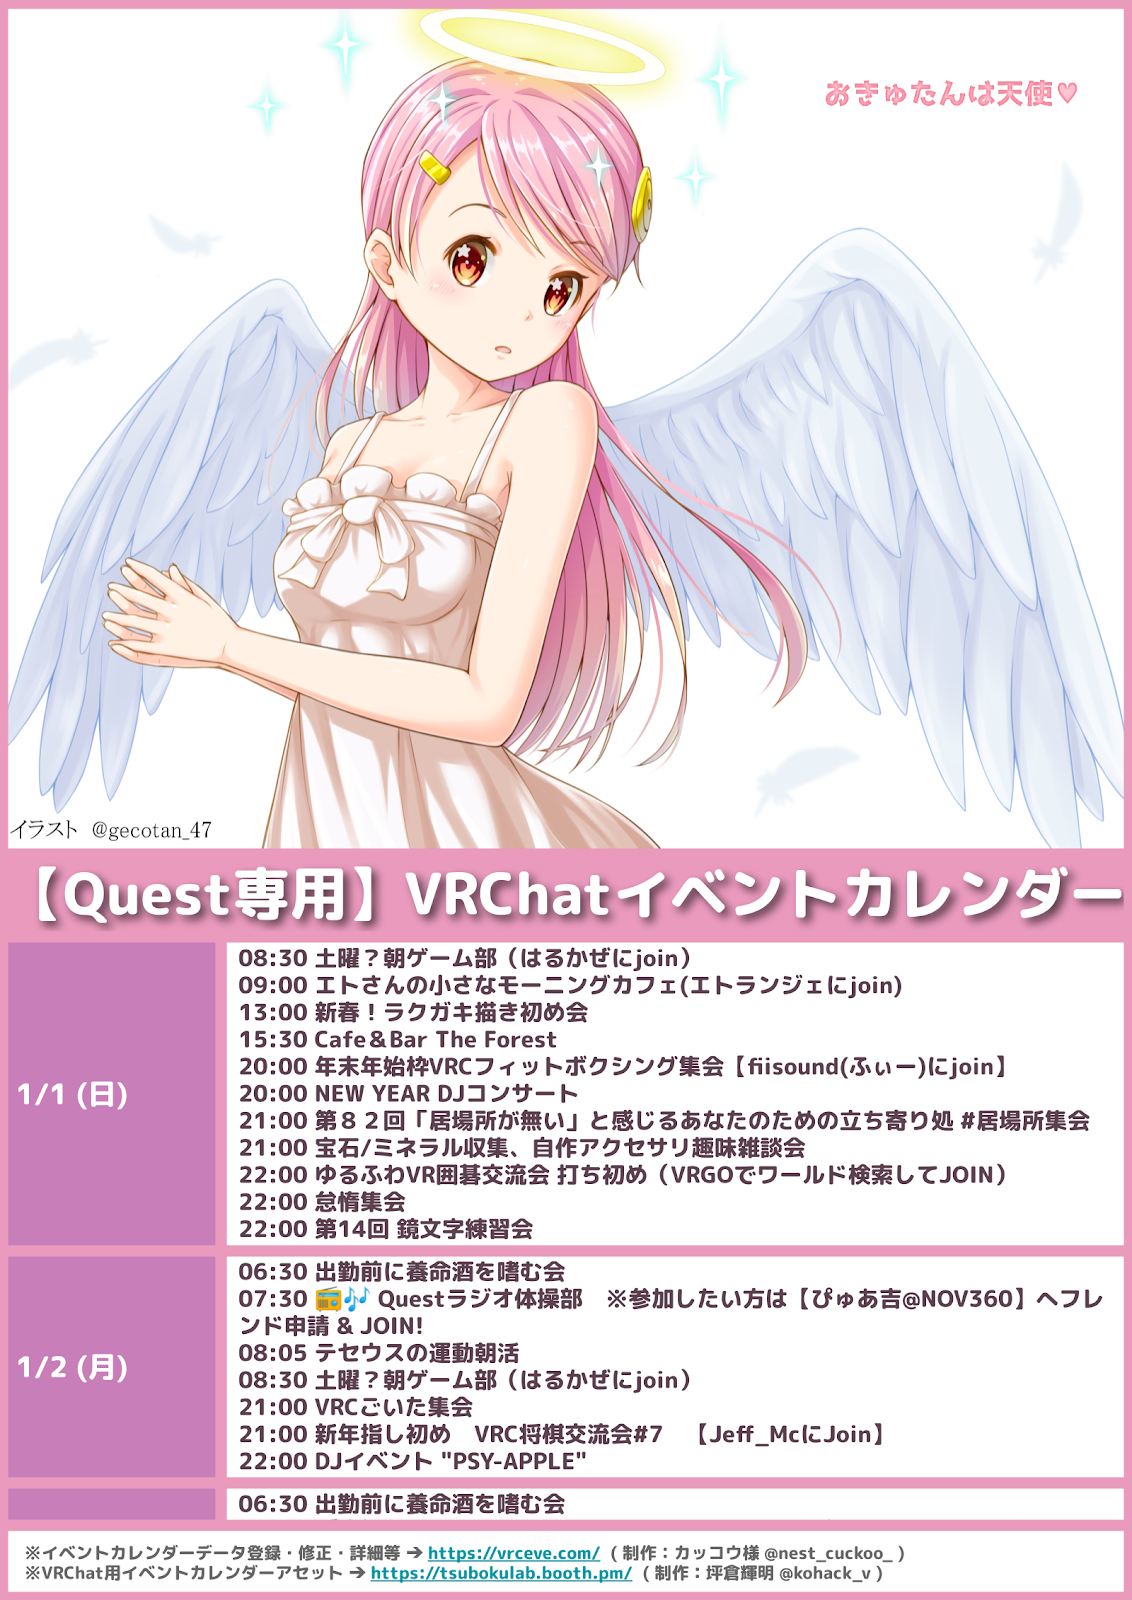 おきゅたんは天使♥
イラスト @gecotan_47
【Quest専用】VRChatイベントカレンダー
1/1 (日)
08:30 土曜？朝ゲーム部（はるかぜにjoin）
09:00 エトさんの小さなモーニングカフェ(エトランジェにjoin)
13:00 新春！ラクガキ描き初め会
15:30 Cafe＆Bar The Forest
20:00 年末年始枠VRCフィットボクシング集会【fiisound(ふぃー)にjoin】
20:00 NEW YEAR DJコンサート
21:00 第８２回「居場所が無い」と感じるあなたのための立ち寄り処 #居場所集会
21:00 宝石/ミネラル収集、自作アクセサリ趣味雑談会
22:00 ゆるふわVR囲碁交流会 打ち初め（VRGOでワールド検索してJOIN）
22:00 怠惰集会
22:00 第14回 鏡文字練習会
1/2 (月)
06:30 出勤前に養命酒を嗜む会
07:30 📻🎶 Questラジオ体操部　※参加したい方は【ぴゅあ吉@NOV360】へフレ
ンド申請 & JOIN!
08:05 テセウスの運動朝活
08:30 土曜？朝ゲーム部（はるかぜにjoin）
21:00 VRCごいた集会
21:00 新年指し初め　VRC将棋交流会#7　【Jeff_McにJoin】
22:00 DJイベント "PSY-APPLE"
06:30 出勤前に養命酒を嗜む会
※イベントカレンダーデータ登録・修正・詳細等 ➔ https://vrceve.com/ ( 制作：カッコウ様 @nest_cuckoo_ )
※VRChat用イベントカレンダーアセット ➔ https://tsubokulab.booth.pm/ ( 制作：坪倉輝明 @kohack_v )